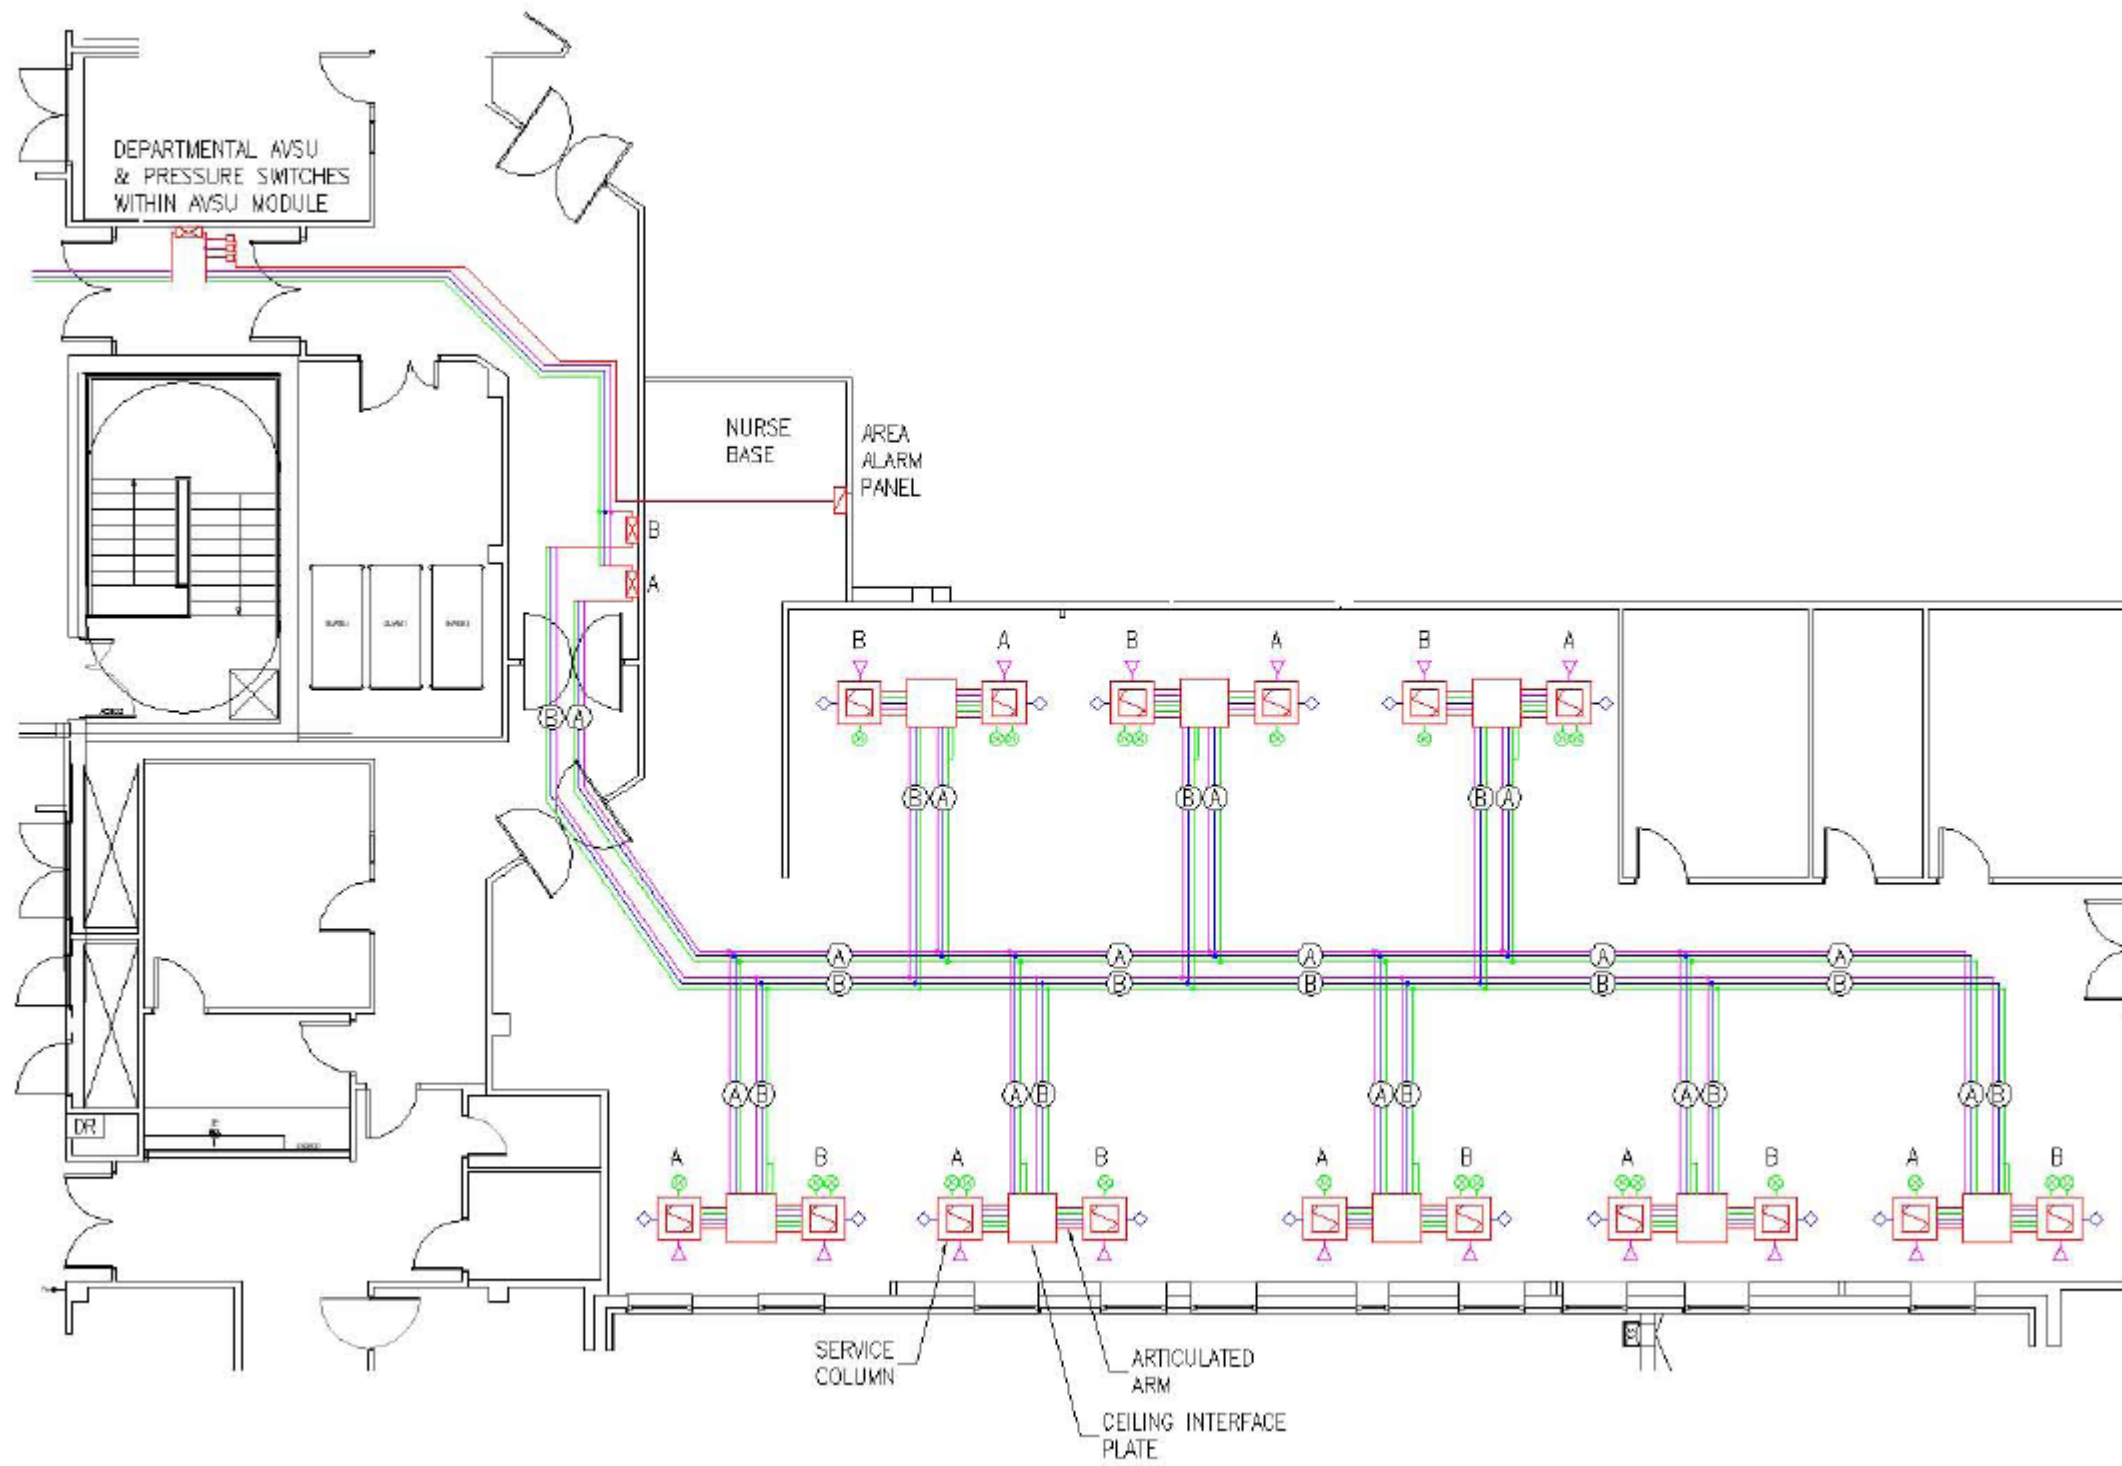 DEPARTMENTAL AVSU
& PRESSURE SWITCHES
WITHIN AVSU MODULE
NURSE
BASE
AREA
ALARM
PANEL
B
A
B A B A B A
B A
B A B A B A
A A A A A
B B B B B
A B A B A B A B A B
DR
A B A B A B A B A B
SERVICE
COLUMN
ARTICULATED
ARM
CEILING INTERFACE
PLATE